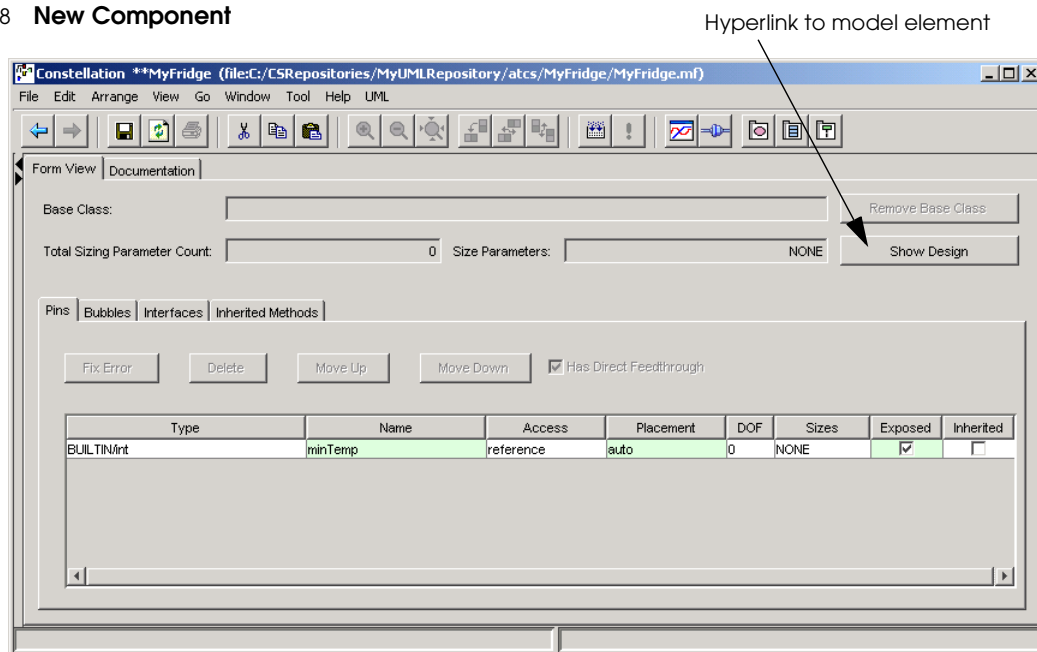 8 New Component
Hyperlink to model element
Constellation **MyFridge (file:C:/CSRepositories/MyUMLRepository/atcs/MyFridge/MyFridge.mf)
File Edit Arrange View Go Window Tool Help UML
Form View Documentation
Base Class: Remove Base Class
Total Sizing Parameter Count: 0 Size Parameters: NONE Show Design
Pins Bubbles Interfaces Inherited Methods
Fix Error Delete Move Up Move Down Has Direct Feedthrough
Type Name Access Placement DOF Sizes Exposed Inherited
BUILTIN/int minTemp reference auto 0 NONE